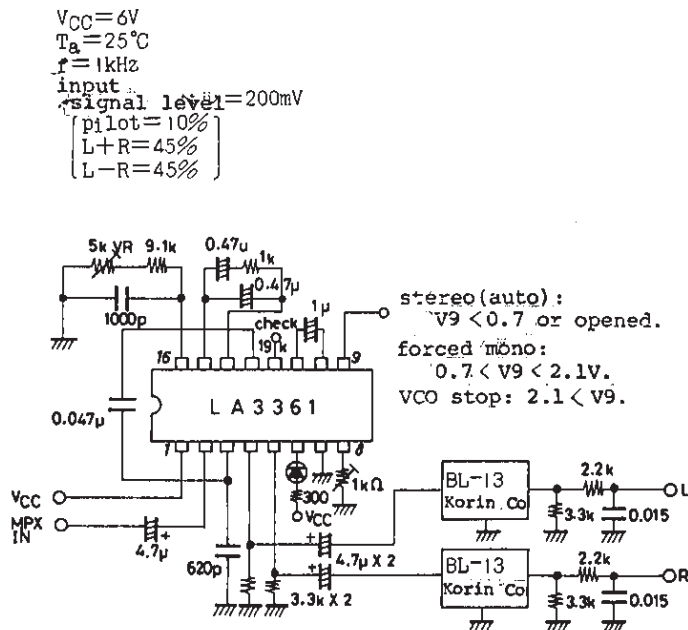 VCC=6V
Ta=25°C
f=1kHz
input
signal level=200mV
pilot=10%
L+R=45%
L−R=45%
5k VR 9.1k
1000p
0.47u
1k
0.47μ
check
19k
1μ
stereo(auto):
V9<0.7 or opened.
forced mono:
0.7<V9<2.1V.
VCO stop: 2.1<V9.
16
9
LA3361
1
8
0.047μ
VCC
MPX
IN
4.7μ
+
620p
3.3k X 2
300
VCC
1kΩ
+
4.7μ X 2
+
BL-13
Korin Co
2.2k
3.3k
0.015
L
BL-13
Korin Co
2.2k
3.3k
0.015
R